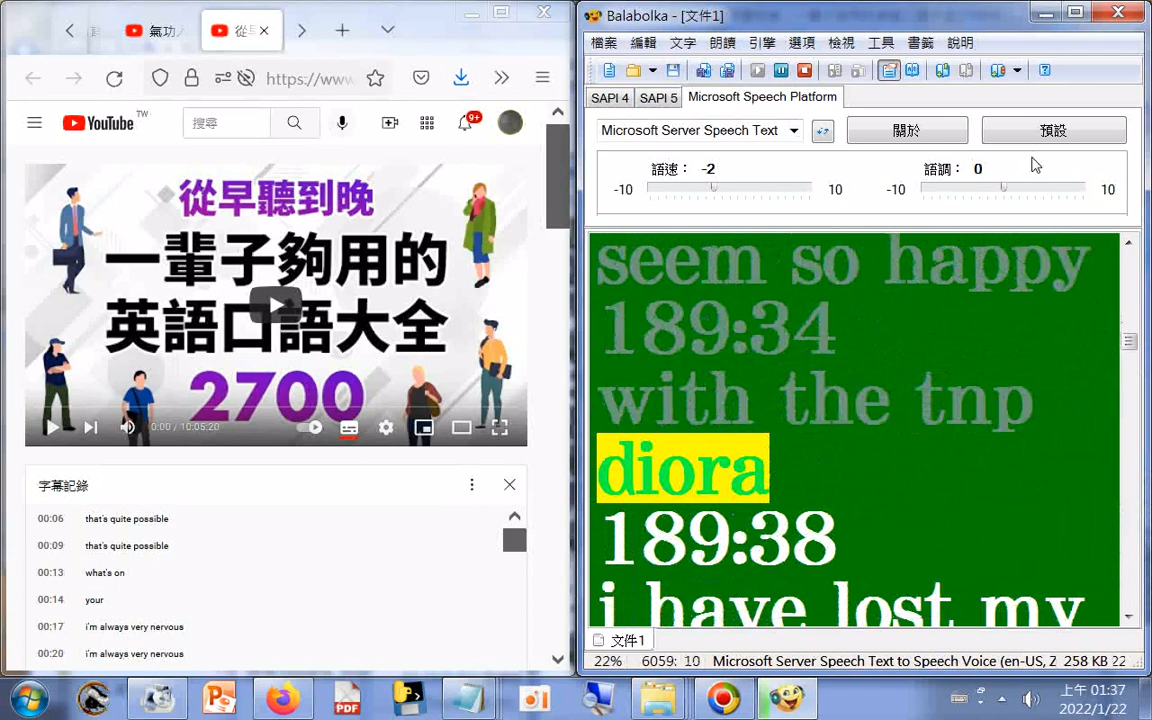 氣功
從
https://www
YouTube TW
搜尋
9+
從早聽到晚
一輩子夠用的
英語口語大全
2700
0:00 / 10:05:20
字幕記錄
00:06 that's quite possible
00:09 that's quite possible
00:13 what's on
00:14 your
00:17 i'm always very nervous
00:20 i'm always very nervous
Balabolka - [文件1]
檔案 編輯 文字 朗讀 引擎 選項 檢視 工具 書籤 說明
SAPI 4 SAPI 5 Microsoft Speech Platform
Microsoft Server Speech Text 關於 預設
語速： -2 語調： 0
-10 10 -10 10
seem so happy
189:34
with the tnp
diora
189:38
i have lost my
文件1
22% 6059: 10 Microsoft Server Speech Text to Speech Voice (en-US, Z 258 KB 22
PDF
上午 01:37
2022/1/22